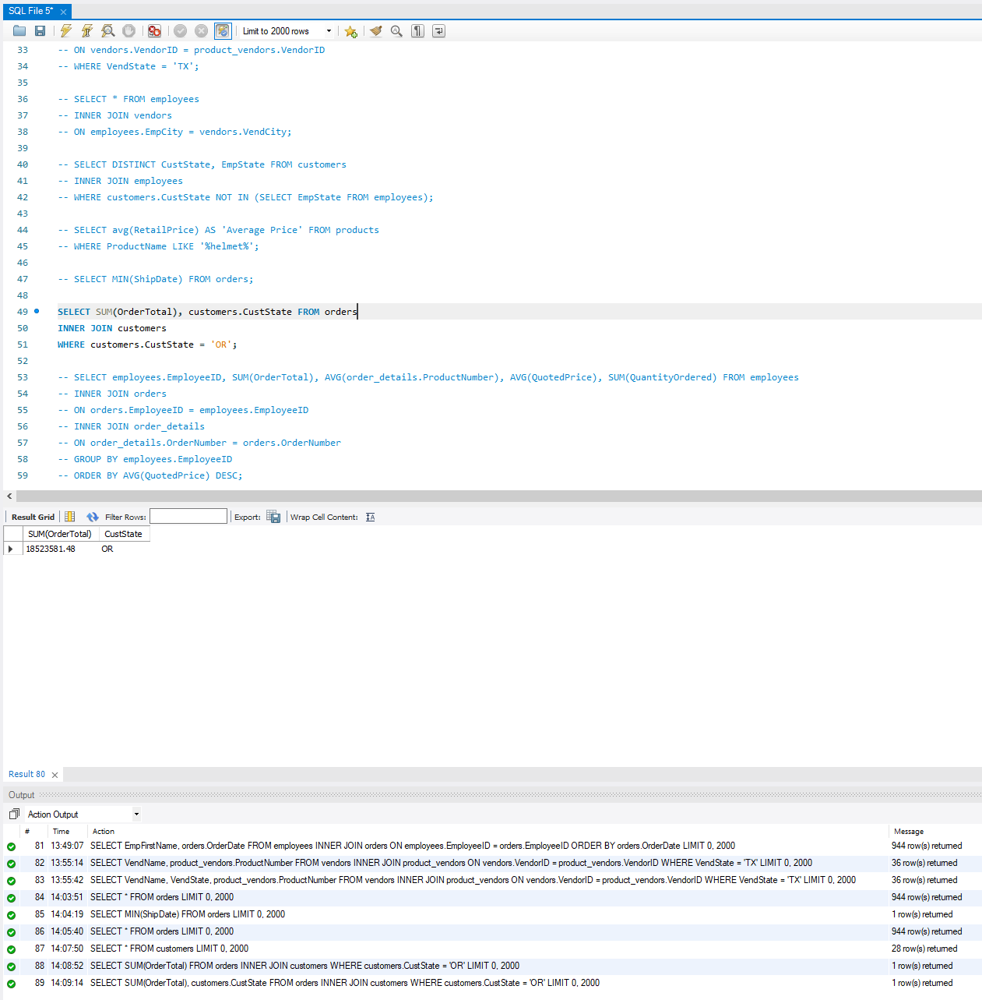 SQL File 5*
Limit to 2000 rows
33 -- ON vendors.VendorID = product_vendors.VendorID
34 -- WHERE VendState = 'TX';
35
36 -- SELECT * FROM employees
37 -- INNER JOIN vendors
38 -- ON employees.EmpCity = vendors.VendCity;
39
40 -- SELECT DISTINCT CustState, EmpState FROM customers
41 -- INNER JOIN employees
42 -- WHERE customers.CustState NOT IN (SELECT EmpState FROM employees);
43
44 -- SELECT avg(RetailPrice) AS 'Average Price' FROM products
45 -- WHERE ProductName LIKE '%helmet%';
46
47 -- SELECT MIN(ShipDate) FROM orders;
48
49 SELECT SUM(OrderTotal), customers.CustState FROM orders
50 INNER JOIN customers
51 WHERE customers.CustState = 'OR';
52
53 -- SELECT employees.EmployeeID, SUM(OrderTotal), AVG(order_details.ProductNumber), AVG(QuotedPrice), SUM(QuantityOrdered) FROM employees
54 -- INNER JOIN orders
55 -- ON orders.EmployeeID = employees.EmployeeID
56 -- INNER JOIN order_details
57 -- ON order_details.OrderNumber = orders.OrderNumber
58 -- GROUP BY employees.EmployeeID
59 -- ORDER BY AVG(QuotedPrice) DESC;
Result Grid Filter Rows: Export: Wrap Cell Content:
SUM(OrderTotal) CustState
18523581.48 OR
Result 80
Output
Action Output
# Time Action Message
81 13:49:07 SELECT EmpFirstName, orders.OrderDate FROM employees INNER JOIN orders ON employees.EmployeeID = orders.EmployeeID ORDER BY orders.OrderDate LIMIT 0, 2000 944 row(s) returned
82 13:55:14 SELECT VendName, product_vendors.ProductNumber FROM vendors INNER JOIN product_vendors ON vendors.VendorID = product_vendors.VendorID WHERE VendState = 'TX' LIMIT 0, 2000 36 row(s) returned
83 13:55:42 SELECT VendName, VendState, product_vendors.ProductNumber FROM vendors INNER JOIN product_vendors ON vendors.VendorID = product_vendors.VendorID WHERE VendState = 'TX' LIMIT 0, 2000 36 row(s) returned
84 14:03:51 SELECT * FROM orders LIMIT 0, 2000 944 row(s) returned
85 14:04:19 SELECT MIN(ShipDate) FROM orders LIMIT 0, 2000 1 row(s) returned
86 14:05:40 SELECT * FROM orders LIMIT 0, 2000 944 row(s) returned
87 14:07:50 SELECT * FROM customers LIMIT 0, 2000 28 row(s) returned
88 14:08:52 SELECT SUM(OrderTotal) FROM orders INNER JOIN customers WHERE customers.CustState = 'OR' LIMIT 0, 2000 1 row(s) returned
89 14:09:14 SELECT SUM(OrderTotal), customers.CustState FROM orders INNER JOIN customers WHERE customers.CustState = 'OR' LIMIT 0, 2000 1 row(s) returned